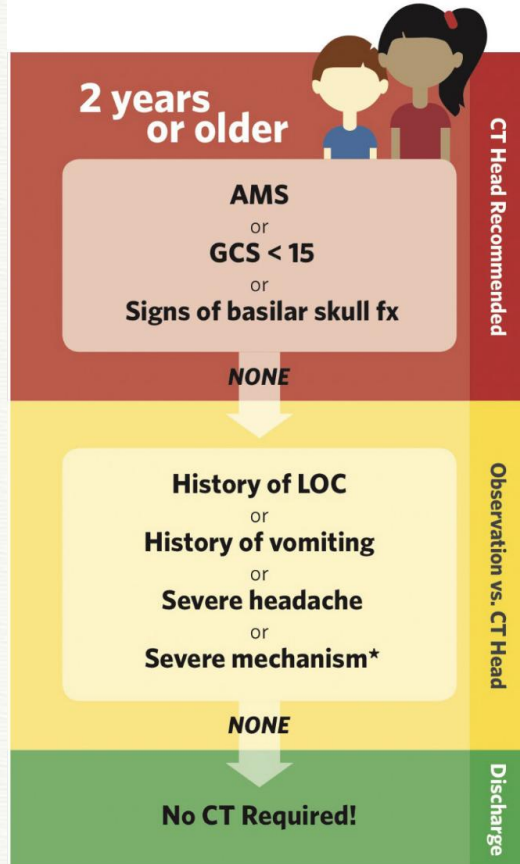 2 years
or older
AMS
or
GCS < 15
or
Signs of basilar skull fx
NONE
CT Head Recommended
History of LOC
or
History of vomiting
or
Severe headache
or
Severe mechanism★
NONE
Observation vs. CT Head
No CT Required!
Discharge